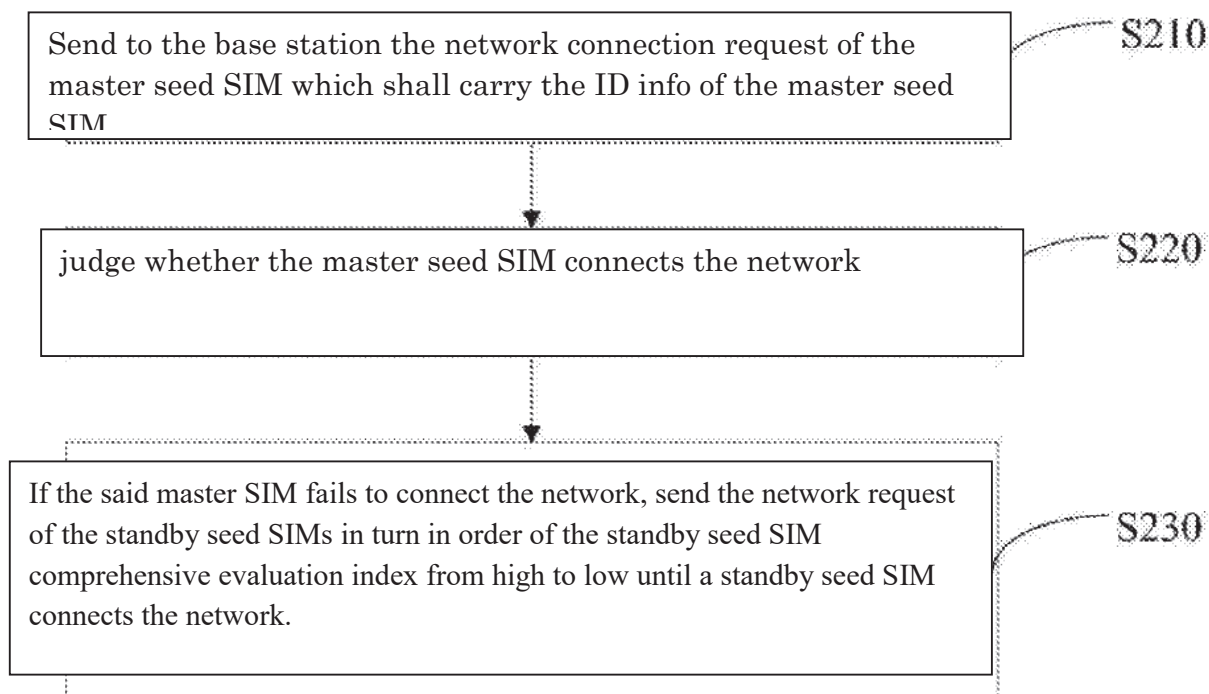 Send to the base station the network connection request of the
master seed SIM which shall carry the ID info of the master seed
SIM
S210
judge whether the master seed SIM connects the network
S220
If the said master SIM fails to connect the network, send the network request
of the standby seed SIMs in turn in order of the standby seed SIM
comprehensive evaluation index from high to low until a standby seed SIM
connects the network.
S230